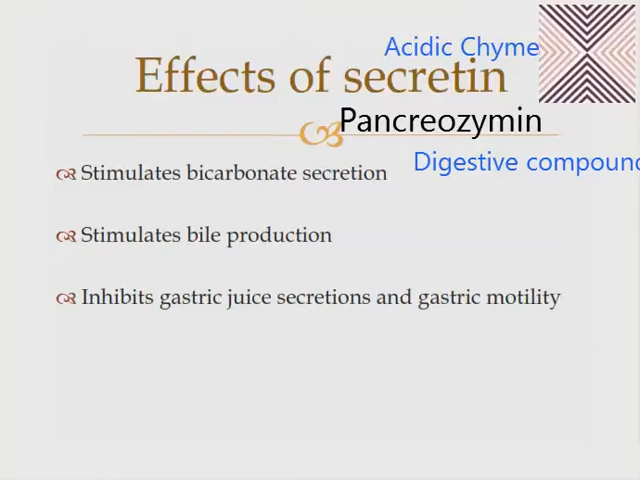 Acidic Chyme
Effects of secretin
Pancreozymin
Digestive compound
Stimulates bicarbonate secretion
Stimulates bile production
Inhibits gastric juice secretions and gastric motility